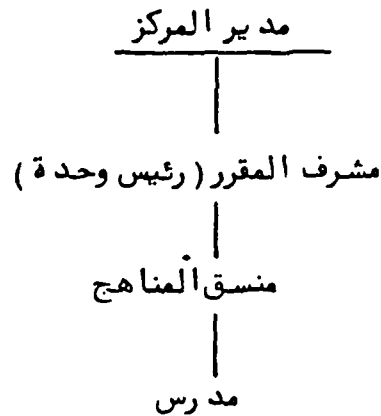 مدير المركز
مشرف المقرر (رئيس وحدة)
منسق المناهج
مدرس